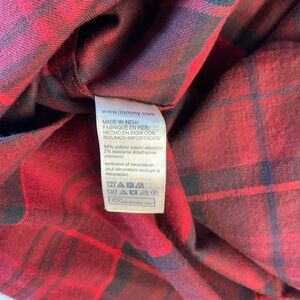 www.tommy.com
MADE IN INDIA/
FABRIQUÉ EN INDE/
HECHO EN INDIA CON
INSUMOS IMPORTADOS/
98% cotton/ coton/ algodón/
2% elastane/ élasthanne/
elastano
exclusive of decoration/
sauf décoration/ excluye la
decoración